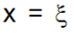 x = ξ